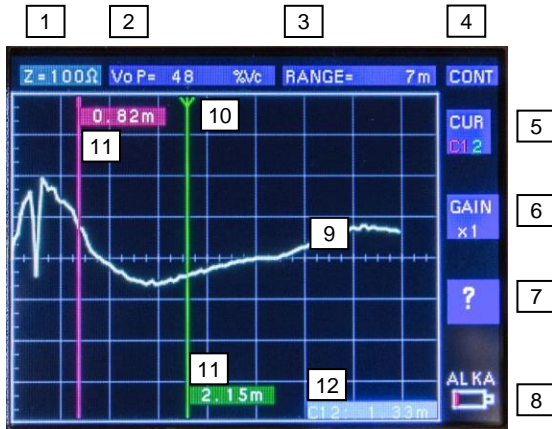 1 2 3 4
Z=100Ω VoP= 48 %Vc RANGE= 7m CONT
0.82m 10
11
CUR
C1 2
5
GAIN
x1
6
9
?
7
11
2.15m
12
C12: 1.33m
ALKA
8